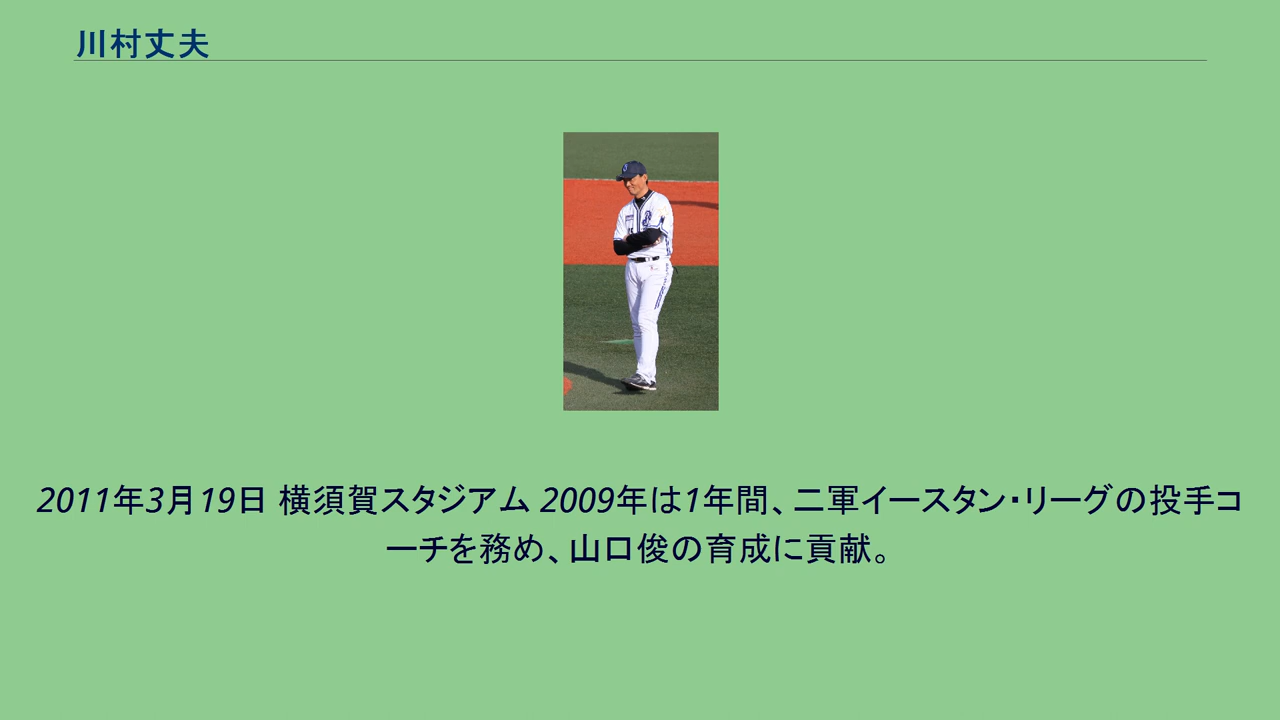 川村丈夫
2011年3月19日 横須賀スタジアム 2009年は1年間、二軍イースタン・リーグの投手コ
ーチを務め、山口俊の育成に貢献。